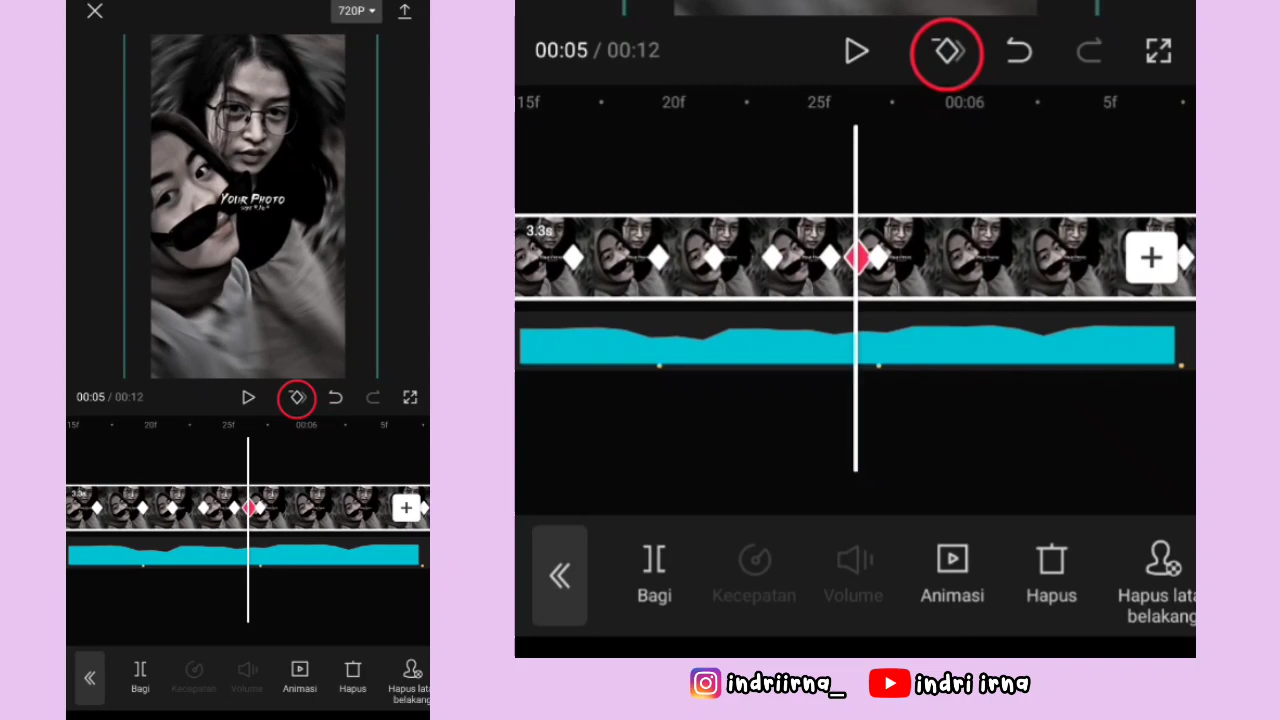 720P
YOUR PHOTO
00:05 / 00:12
15f 20f 25f 00:06 5f
3.3s
Bagi Kecepatan Volume Animasi Hapus Hapus lata
belakang
00:05 / 00:12
15f 20f 25f 00:06 5f
3.3s
Bagi Kecepatan Volume Animasi Hapus Hapus lata
belakang
indriirna_ indri irna